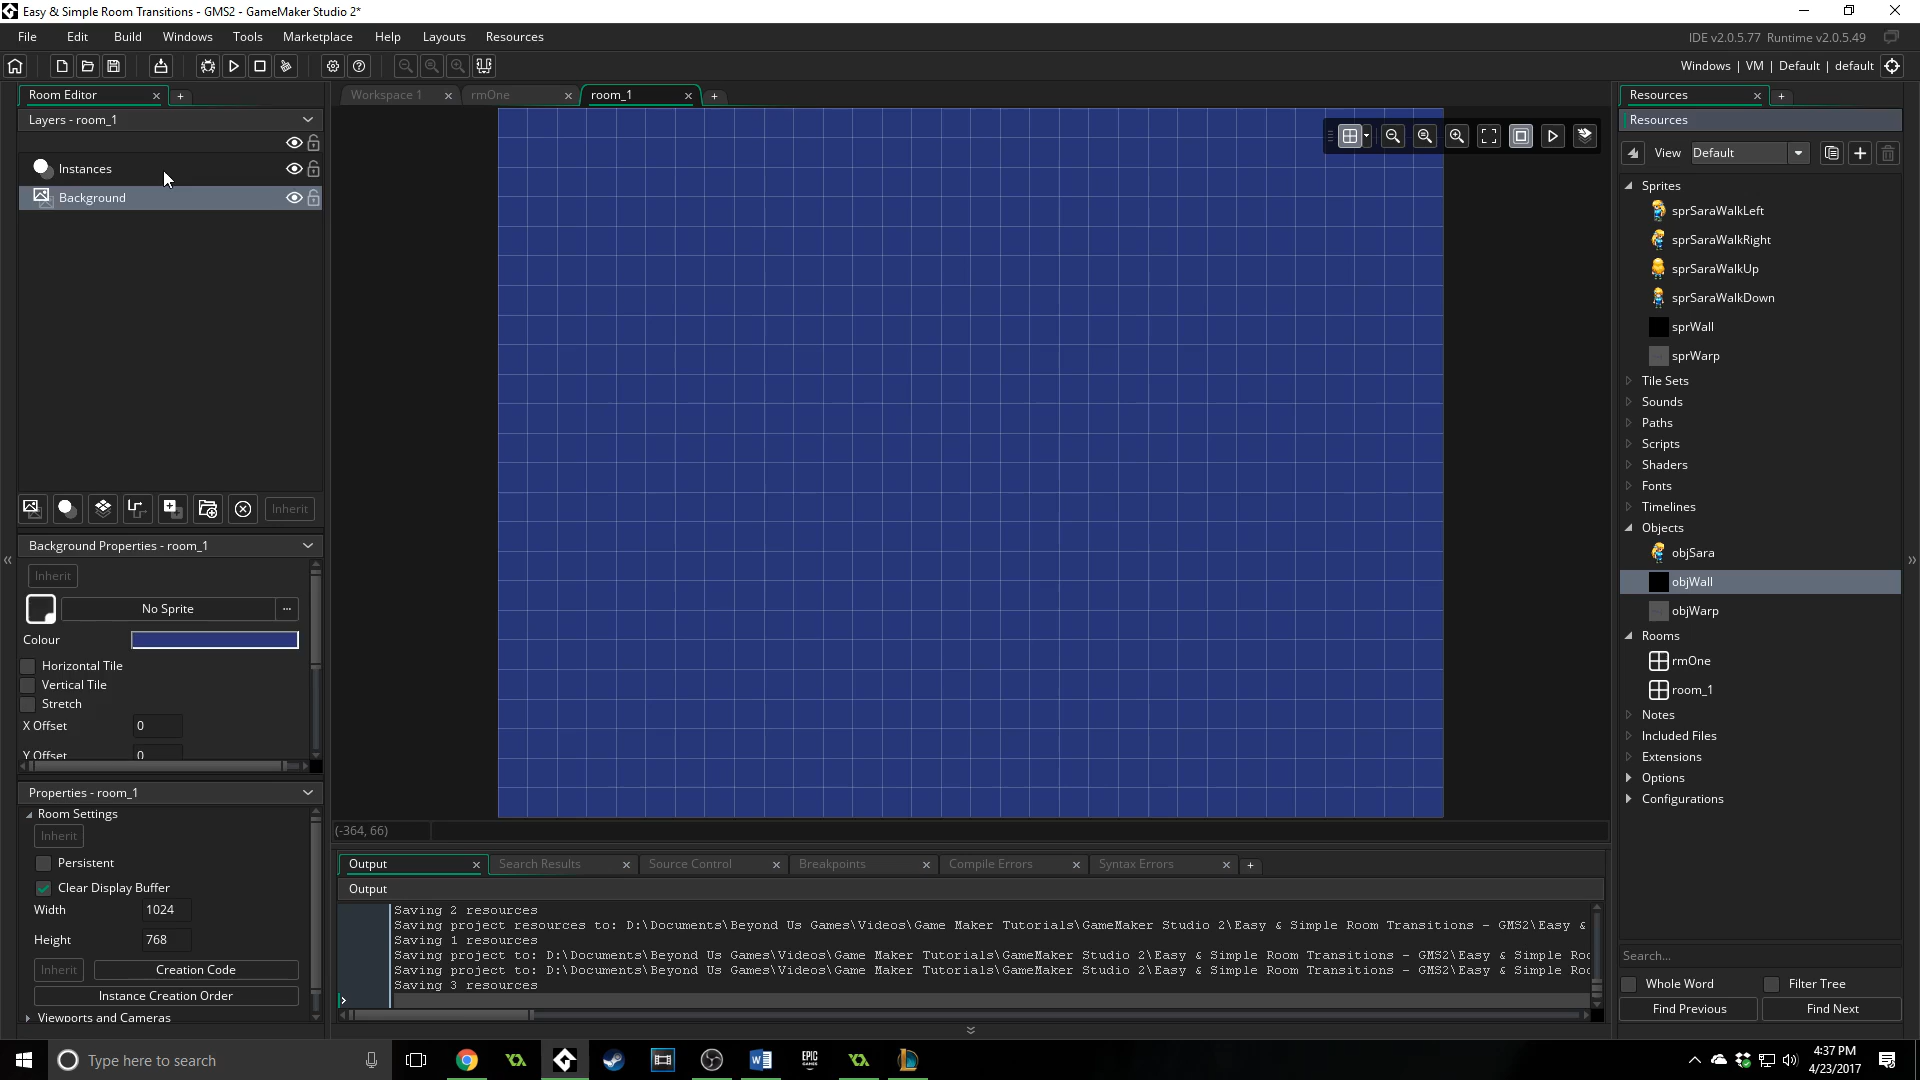 Easy & Simple Room Transitions - GMS2 - GameMaker Studio 2*
File Edit Build Windows Tools Marketplace Help Layouts Resources
IDE v2.0.5.77 Runtime v2.0.5.49
Windows | VM | Default | default
Room Editor
Workspace 1 rmOne room_1
Resources
Layers - room_1
Resources
View Default
Instances
Background
Sprites
sprSaraWalkLeft
sprSaraWalkRight
sprSaraWalkUp
sprSaraWalkDown
sprWall
sprWarp
Tile Sets
Sounds
Paths
Scripts
Shaders
Fonts
Timelines
Objects
objSara
objWall
objWarp
Rooms
rmOne
room_1
Notes
Included Files
Extensions
Options
Configurations
Inherit
Background Properties - room_1
Inherit
No Sprite
...
Colour
Horizontal Tile
Vertical Tile
Stretch
X Offset 0
Y Offset 0
Properties - room_1
Room Settings
Inherit
Persistent
Clear Display Buffer
Width 1024
Height 768
Inherit Creation Code
Instance Creation Order
Viewports and Cameras
(-364, 66)
Output Search Results Source Control Breakpoints Compile Errors Syntax Errors
Output
Saving 2 resources
Saving project resources to: D:\Documents\Beyond Us Games\Videos\Game Maker Tutorials\GameMaker Studio 2\Easy & Simple Room Transitions - GMS2\Easy &
Saving 1 resources
Saving project to: D:\Documents\Beyond Us Games\Videos\Game Maker Tutorials\GameMaker Studio 2\Easy & Simple Room Transitions - GMS2\Easy & Simple Roo
Saving project to: D:\Documents\Beyond Us Games\Videos\Game Maker Tutorials\GameMaker Studio 2\Easy & Simple Room Transitions - GMS2\Easy & Simple Roo
Saving 3 resources
Search...
Whole Word Filter Tree
Find Previous Find Next
Type here to search
EPIC GAMES
4:37 PM
4/23/2017